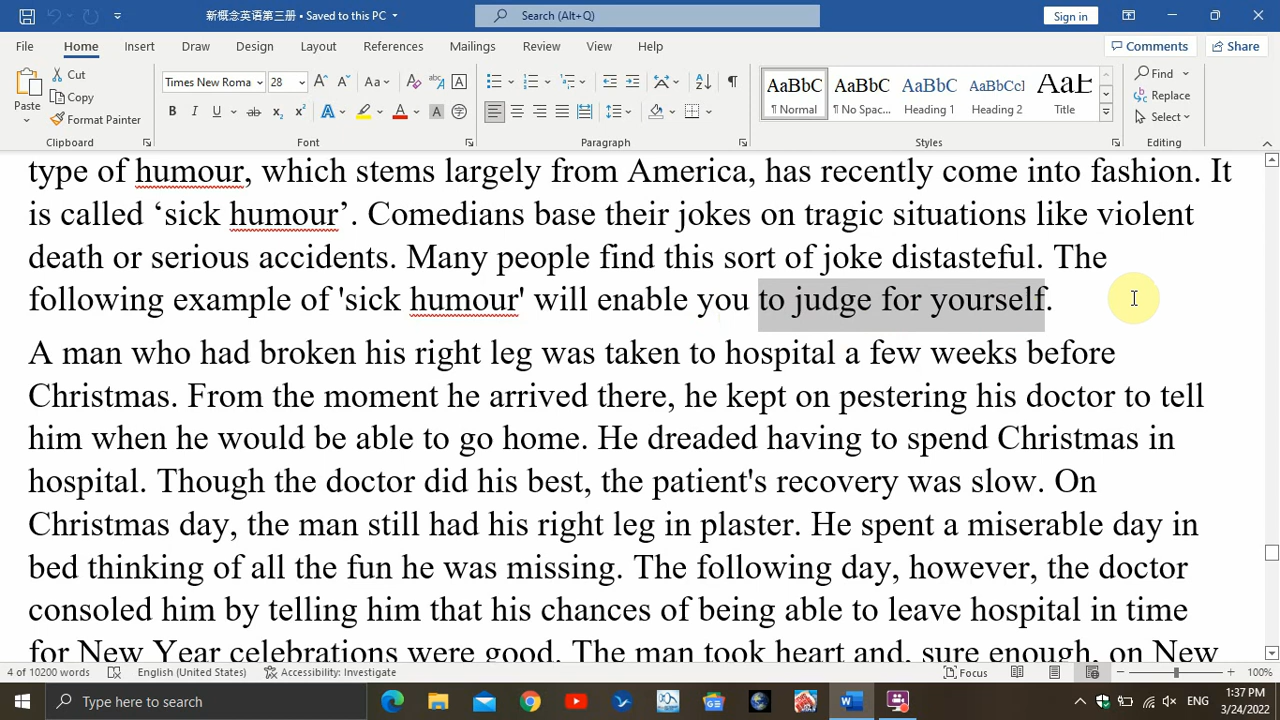 新概念英语第三册 • Saved to this PC
Search (Alt+Q)
Sign in
File Home Insert Draw Design Layout References Mailings Review View Help
Comments Share
Paste
Cut
Copy
Format Painter
Times New Roma 28
AaBbC AaBbC AaBbC AaBbCcl AaE
¶ Normal ¶ No Spac... Heading 1 Heading 2 Title
Find
Replace
Select
Clipboard Font Paragraph Styles Editing
type of humour, which stems largely from America, has recently come into fashion. It
is called ‘sick humour’. Comedians base their jokes on tragic situations like violent
death or serious accidents. Many people find this sort of joke distasteful. The
following example of 'sick humour' will enable you to judge for yourself.
A man who had broken his right leg was taken to hospital a few weeks before
Christmas. From the moment he arrived there, he kept on pestering his doctor to tell
him when he would be able to go home. He dreaded having to spend Christmas in
hospital. Though the doctor did his best, the patient's recovery was slow. On
Christmas day, the man still had his right leg in plaster. He spent a miserable day in
bed thinking of all the fun he was missing. The following day, however, the doctor
consoled him by telling him that his chances of being able to leave hospital in time
for New Year celebrations were good. The man took heart and, sure enough, on New
4 of 10200 words English (United States) Accessibility: Investigate Focus 100%
Type here to search
ENG
1:37 PM
3/24/2022